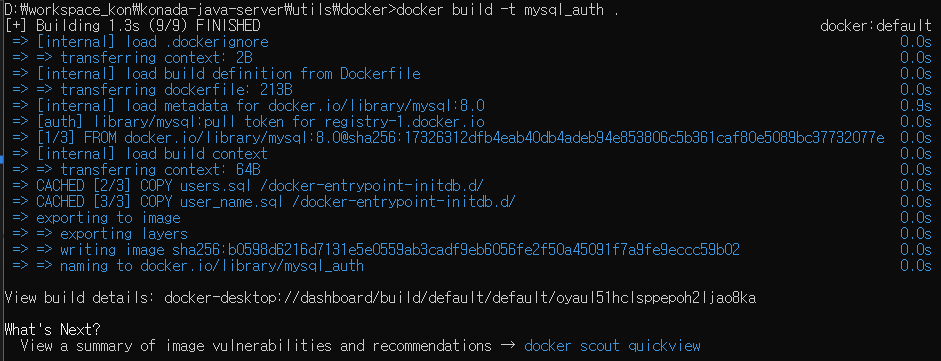 D:₩workspace_kon₩konada-java-server₩utils₩docker>docker build -t mysql_auth .
[+] Building 1.3s (9/9) FINISHED docker:default
=> [internal] load .dockerignore 0.0s
=> => transferring context: 2B 0.0s
=> [internal] load build definition from Dockerfile 0.0s
=> => transferring dockerfile: 213B 0.0s
=> [internal] load metadata for docker.io/library/mysql:8.0 0.9s
=> [auth] library/mysql:pull token for registry-1.docker.io 0.0s
=> [1/3] FROM docker.io/library/mysql:8.0@sha256:17326312dfb4eab40db4adeb94e853806c5b361caf80e5089bc37732077e 0.0s
=> [internal] load build context 0.0s
=> => transferring context: 64B 0.0s
=> CACHED [2/3] COPY users.sql /docker-entrypoint-initdb.d/ 0.0s
=> CACHED [3/3] COPY user_name.sql /docker-entrypoint-initdb.d/ 0.0s
=> exporting to image 0.0s
=> => exporting layers 0.0s
=> => writing image sha256:b0598d6216d7131e5e0559ab3cadf9eb6056fe2f50a45091f7a9fe9eccc59b02 0.0s
=> => naming to docker.io/library/mysql_auth 0.0s
View build details: docker-desktop://dashboard/build/default/default/oyaul51hclsppepoh2ljao8ka
What's Next?
View a summary of image vulnerabilities and recommendations → docker scout quickview